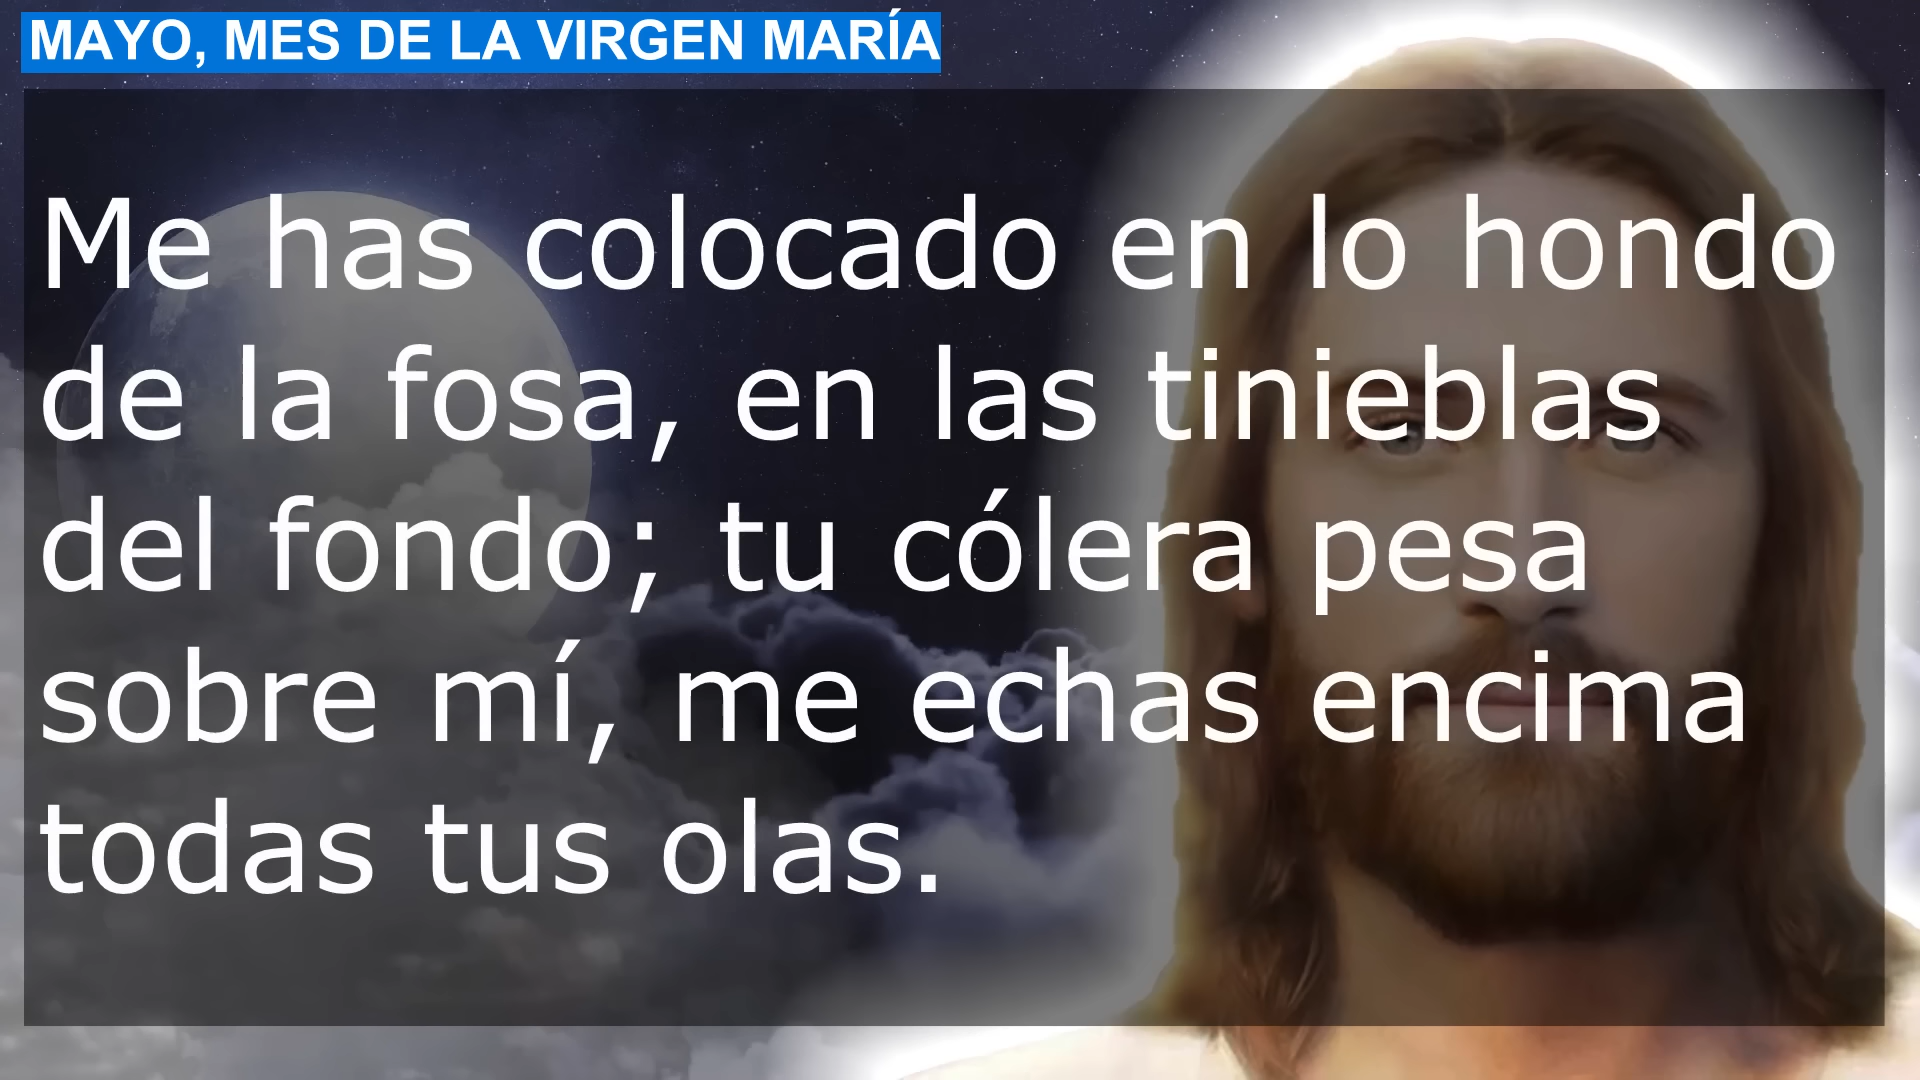 MAYO, MES DE LA VIRGEN MARÍA
Me has colocado en lo hondo
de la fosa, en las tinieblas
del fondo; tu cólera pesa
sobre mí, me echas encima
todas tus olas.